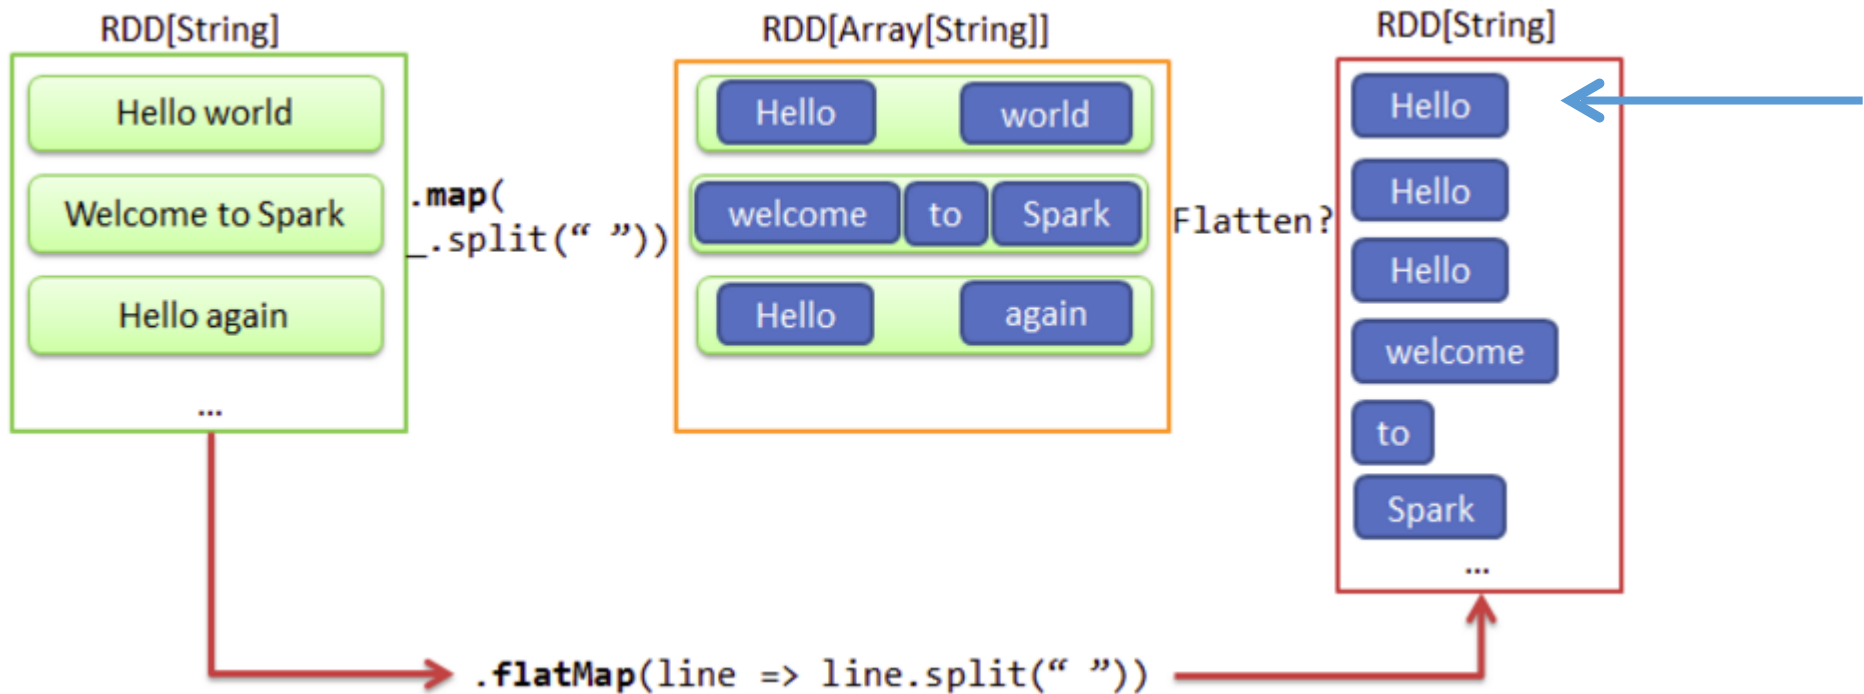 RDD[String]
Hello world
Welcome to Spark
Hello again
...
.map(
_.split(“ ”))
RDD[Array[String]]
Hello world
welcome to Spark
Hello again
Flatten?
RDD[String]
Hello
Hello
Hello
welcome
to
Spark
...
.flatMap(line => line.split(“ ”))